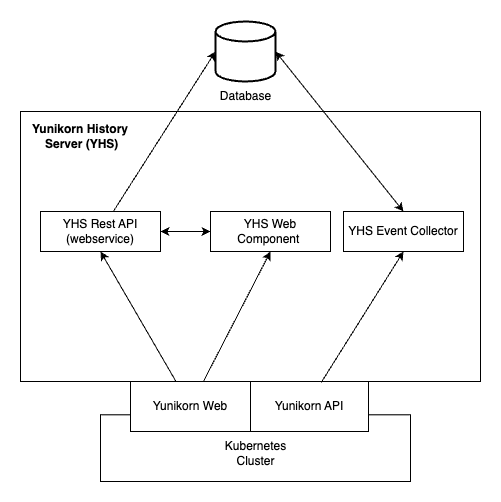 Database
Yunikorn History
Server (YHS)
YHS Rest API
(webservice)
YHS Web
Component
YHS Event Collector
Yunikorn Web
Yunikorn API
Kubernetes
Cluster